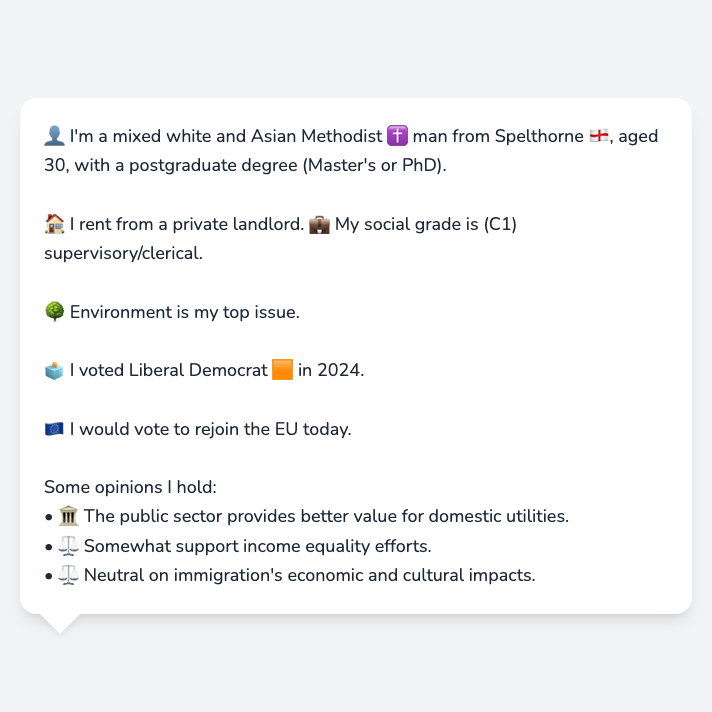 👤 I'm a mixed white and Asian Methodist ✝️ man from Spelthorne 🏴󠁧󠁢󠁥󠁮󠁧󠁿, aged
30, with a postgraduate degree (Master's or PhD).
🏠 I rent from a private landlord. 💼 My social grade is (C1)
supervisory/clerical.
🌳 Environment is my top issue.
🗳️ I voted Liberal Democrat 🟧 in 2024.
🇪🇺 I would vote to rejoin the EU today.
Some opinions I hold:
• 🏛️ The public sector provides better value for domestic utilities.
• ⚖️ Somewhat support income equality efforts.
• ⚖️ Neutral on immigration's economic and cultural impacts.